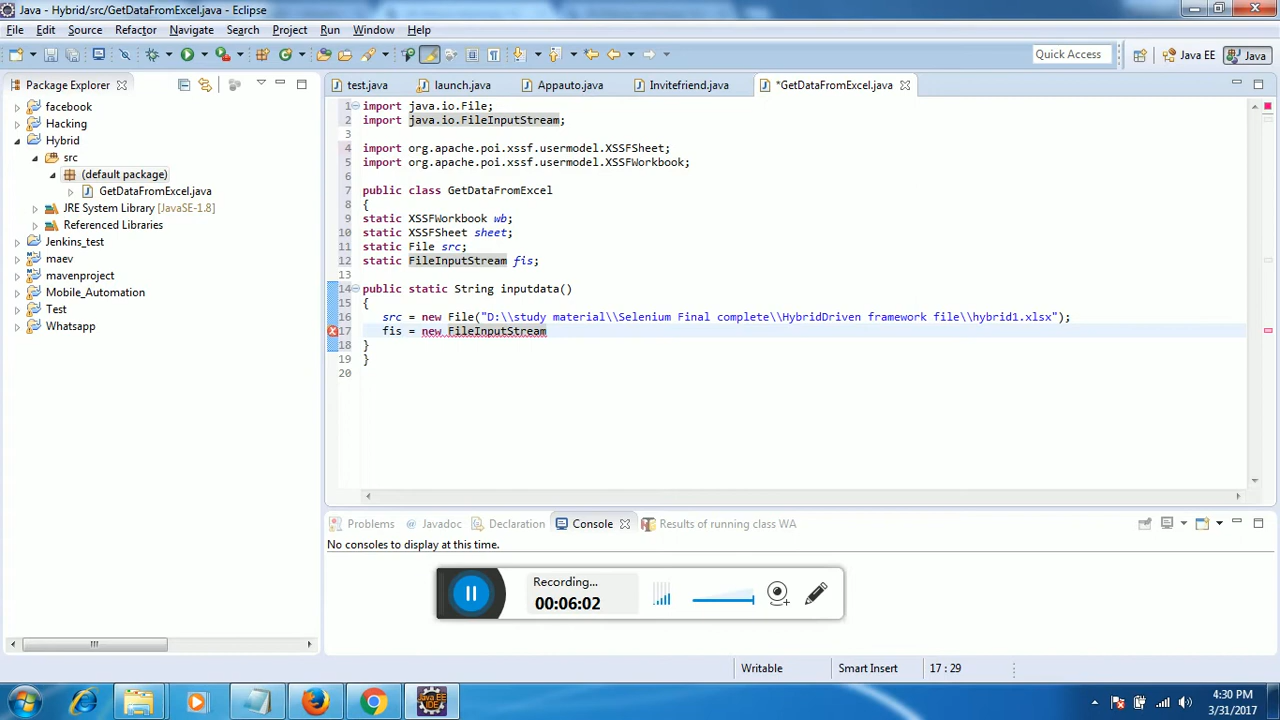 Java - Hybrid/src/GetDataFromExcel.java - Eclipse
File Edit Source Refactor Navigate Search Project Run Window Help
Quick Access Java EE Java
Package Explorer
facebook
Hacking
Hybrid
src
(default package)
GetDataFromExcel.java
JRE System Library [JavaSE-1.8]
Referenced Libraries
Jenkins_test
maev
mavenproject
Mobile_Automation
Test
Whatsapp
test.java launch.java Appauto.java Invitefriend.java *GetDataFromExcel.java
1 import java.io.File;
2 import java.io.FileInputStream;
3
4 import org.apache.poi.xssf.usermodel.XSSFSheet;
5 import org.apache.poi.xssf.usermodel.XSSFWorkbook;
6
7 public class GetDataFromExcel
8 {
9 static XSSFWorkbook wb;
10 static XSSFSheet sheet;
11 static File src;
12 static FileInputStream fis;
13
14 public static String inputdata()
15 {
16 src = new File("D:\\study material\\Selenium Final complete\\HybridDriven framework file\\hybrid1.xlsx");
17 fis = new FileInputStream
18 }
19 }
20
Problems Javadoc Declaration Console Results of running class WA
No consoles to display at this time.
Recording...
00:06:02
Writable Smart Insert 17 : 29
Java EE IDE
4:30 PM
3/31/2017